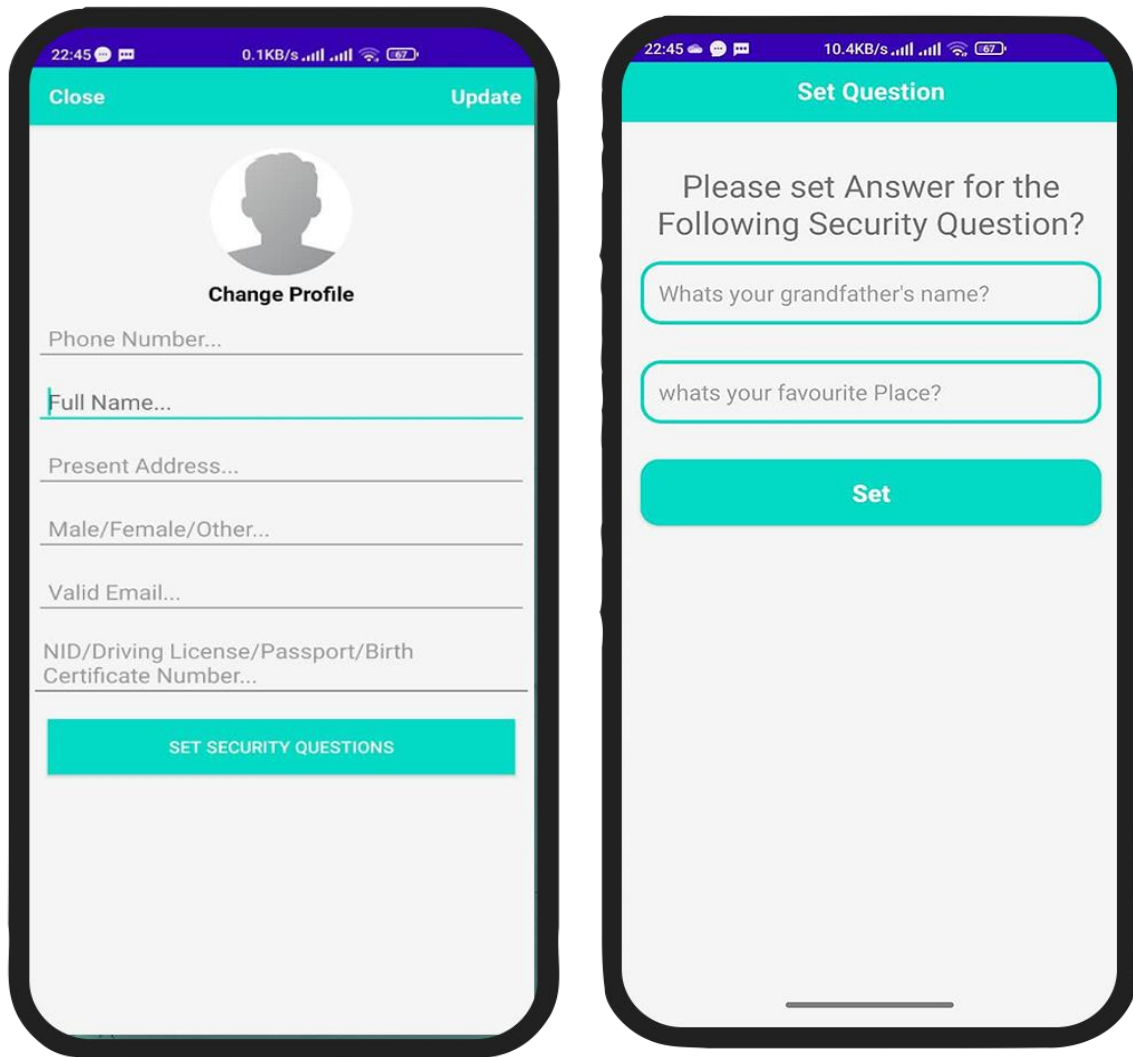 22:45 0.1KB/s 67
Close Update
Change Profile
Phone Number...
Full Name...
Present Address...
Male/Female/Other...
Valid Email...
NID/Driving License/Passport/Birth
Certificate Number...
SET SECURITY QUESTIONS
22:45 10.4KB/s 67
Set Question
Please set Answer for the
Following Security Question?
Whats your grandfather's name?
whats your favourite Place?
Set